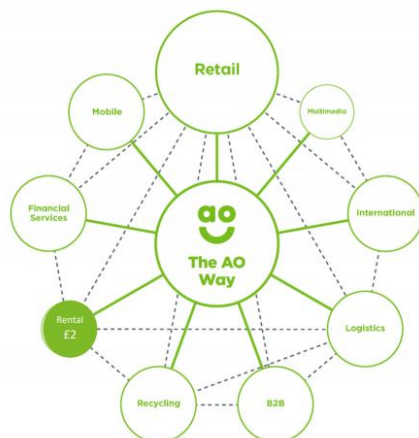 Retail
Mobile
Multimedia
Financial
Services
International
ao
The AO
Way
Rental
£2
Logistics
Recycling
B2B